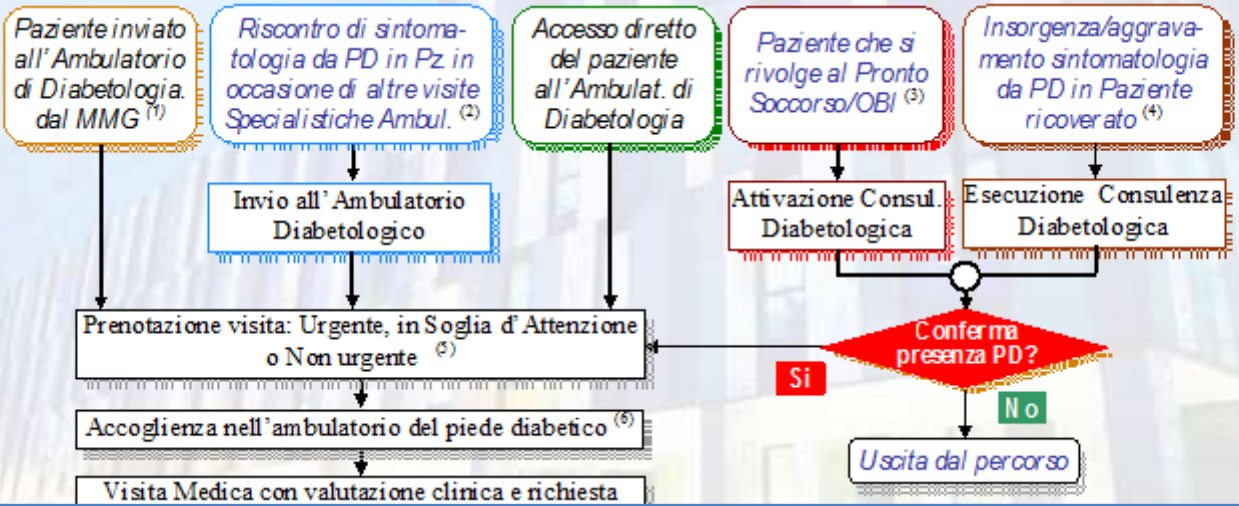 Paziente inviato
all'Ambulatorio
di Diabetologia.
dal MMG (1)
Riscontro di sintoma-
tologia da PD in Pz. in
occasione di altre visite
Specialistiche Ambul. (2)
Accesso diretto
del paziente
all'Ambulat. di
Diabetologia
Paziente che si
rivolge al Pronto
Soccorso/OBI (3)
Insorgenza/aggrava-
mento sintomatologia
da PD in Paziente
ricoverato (4)
Invio all'Ambulatorio
Diabetologico
Attivazione Consul.
Diabetologica
Esecuzione Consulenza
Diabetologica
Prenotazione visita: Urgente, in Soglia d'Attenzione
o Non urgente (5)
Conferma
presenza PD?
Si
No
Accoglienza nell'ambulatorio del piede diabetico (6)
Uscita dal percorso
Visita Medica con valutazione clinica e richiesta